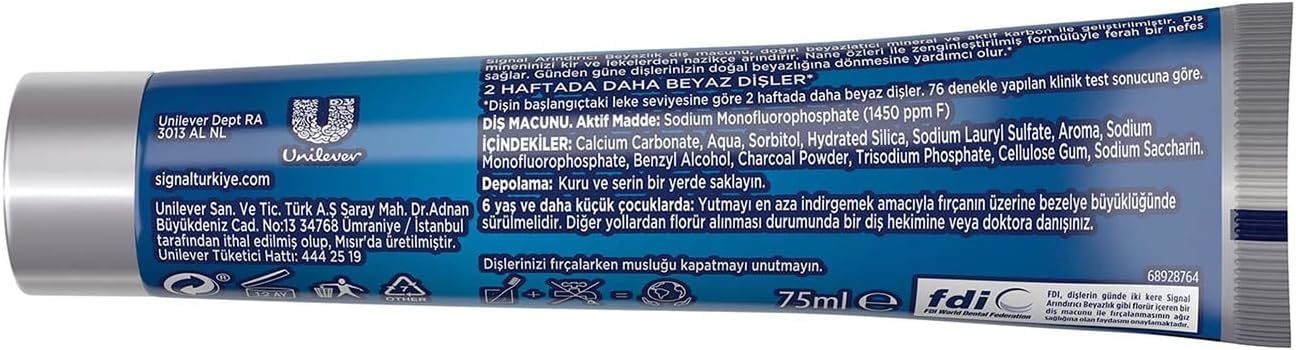 Signal Arındırıcı Beyazlık diş macunu, doğal beyazlatıcı mineral ve aktif karbon ile geliştirilmiştir. Diş
minenizi kir ve lekelerden nazikçe arındırır. Nane özleri ile zenginleştirilmiş formülüyle ferah bir nefes
sağlar. Günden güne dişlerinizin doğal beyazlığına dönmesine yardımcı olur.
2 HAFTADA DAHA BEYAZ DİŞLER*
*Dişin başlangıçtaki leke seviyesine göre 2 haftada daha beyaz dişler. 76 denekle yapılan klinik test sonucuna göre.
DİŞ MACUNU. Aktif Madde: Sodium Monofluorophosphate (1450 ppm F)
İÇİNDEKİLER: Calcium Carbonate, Aqua, Sorbitol, Hydrated Silica, Sodium Lauryl Sulfate, Aroma, Sodium
Monofluorophosphate, Benzyl Alcohol, Charcoal Powder, Trisodium Phosphate, Cellulose Gum, Sodium Saccharin.
Depolama: Kuru ve serin bir yerde saklayın.
6 yaş ve daha küçük çocuklarda: Yutmayı en aza indirgemek amacıyla fırçanın üzerine bezelye büyüklüğünde
sürülmelidir. Diğer yollardan florür alınması durumunda bir diş hekimine veya doktora danışınız.
Dişlerinizi fırçalarken musluğu kapatmayı unutmayın.
Unilever Dept RA
3013 AL NL
Unilever
signalturkiye.com
Unilever San. Ve Tic. Türk A.Ş Saray Mah. Dr.Adnan
Büyükdeniz Cad. No:13 34768 Ümraniye / İstanbul
tarafından ithal edilmiş olup, Mısır'da üretilmiştir.
Unilever Tüketici Hattı: 444 25 19
12 AY
7
OTHER
75ml e
68928764
fdi
FDI World Dental Federation
FDI, dişlerin günde iki kere Signal
Arındırıcı Beyazlık gibi florür içeren bir
diş macunu ile fırçalanmasının ağız
sağlığına olan faydasını onaylamaktadır.